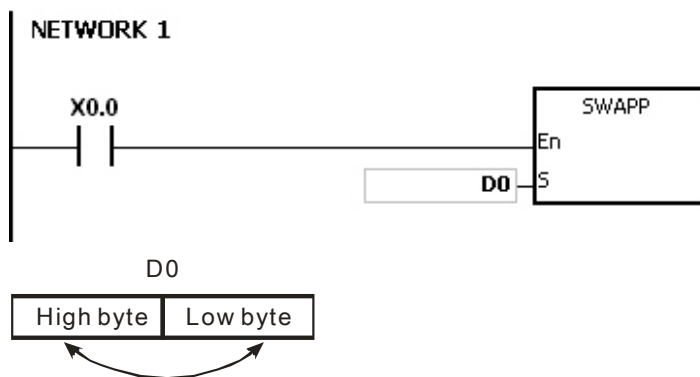 NETWORK 1
X0.0
SWAPP
En
D0
S
D0
High byte
Low byte